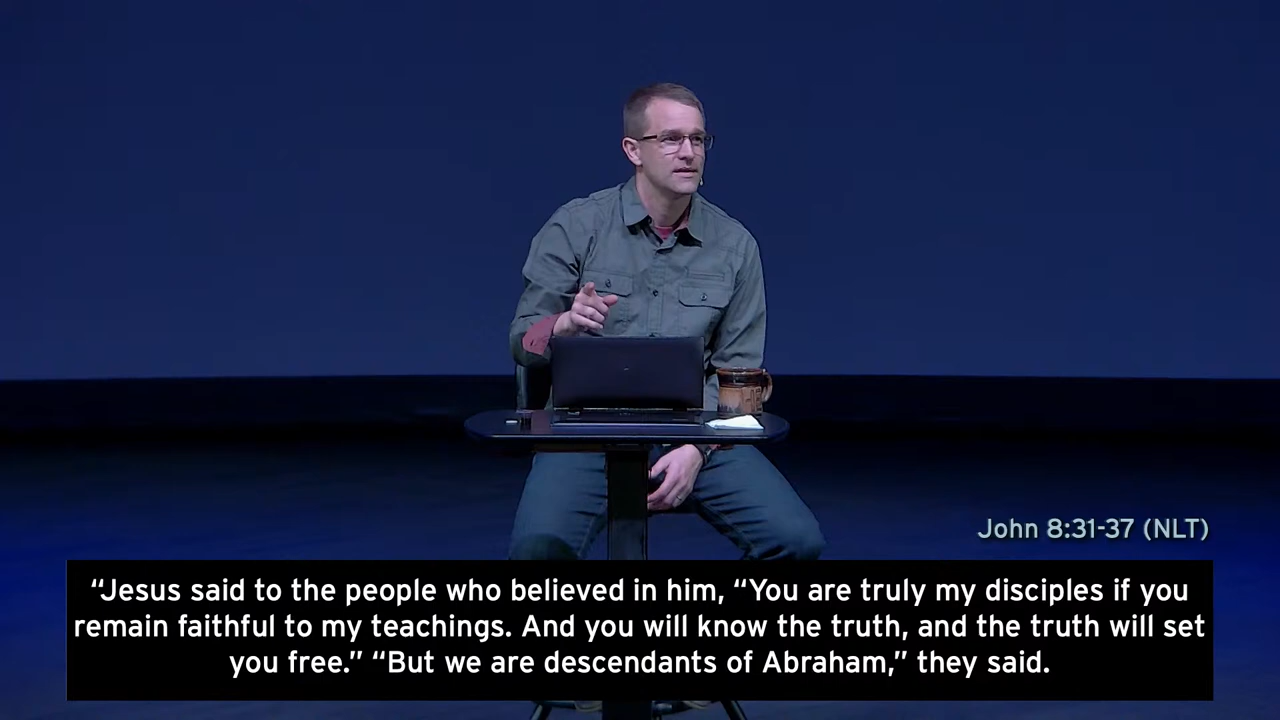 John 8:31-37 (NLT)
“Jesus said to the people who believed in him, “You are truly my disciples if you
remain faithful to my teachings. And you will know the truth, and the truth will set
you free.” “But we are descendants of Abraham,” they said.